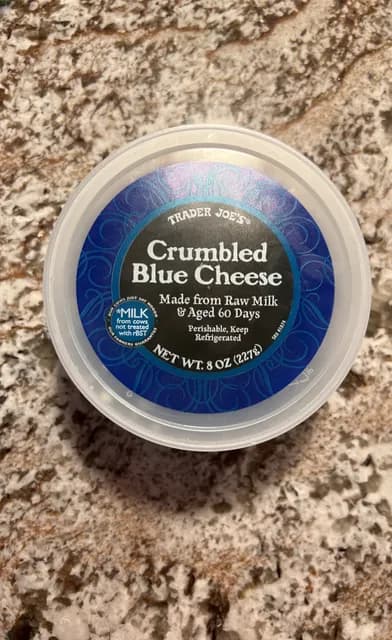 TRADER JOE'S®
Crumbled
Blue Cheese
Made from Raw Milk
& Aged 60 Days
Perishable, Keep
Refrigerated
NET WT. 8 OZ (227g)
*MILK
from cows
not treated
with rBST